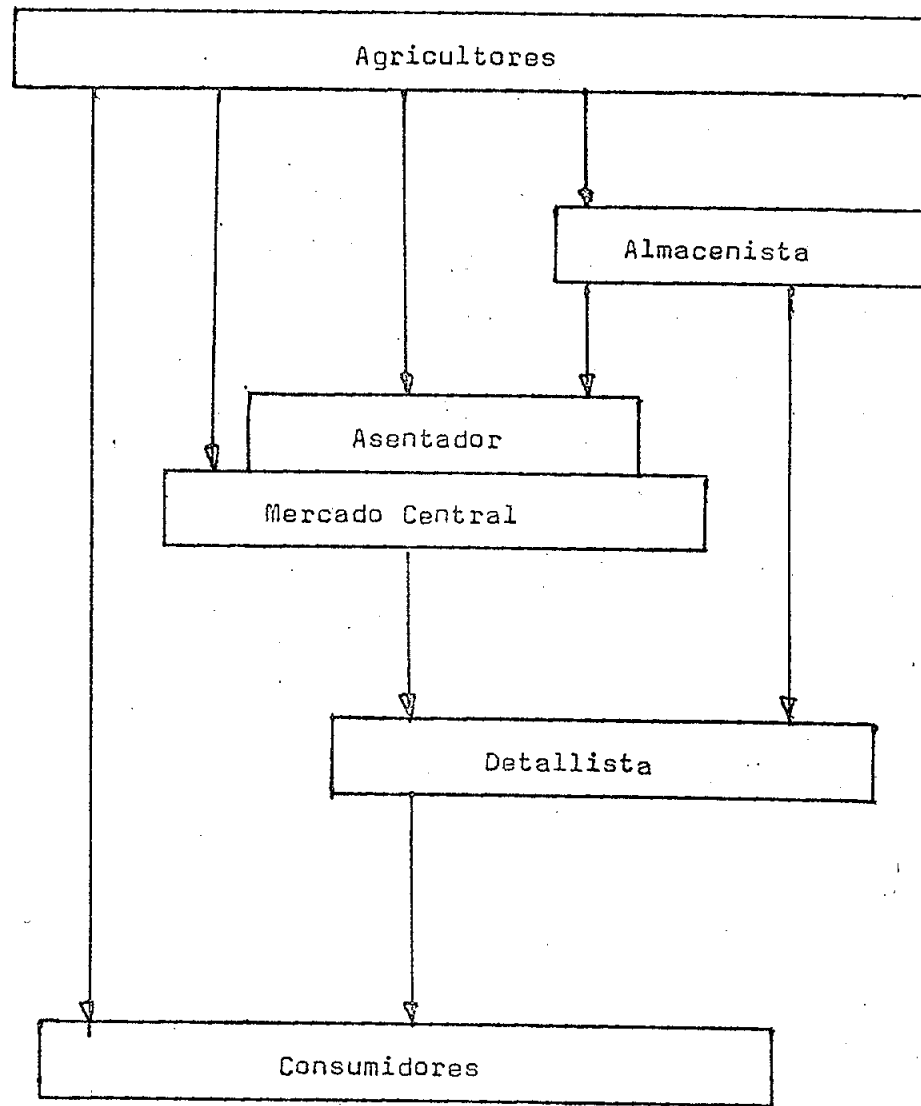 Agricultores
Almacenista
Asentador
Mercado Central
Detallista
Consumidores